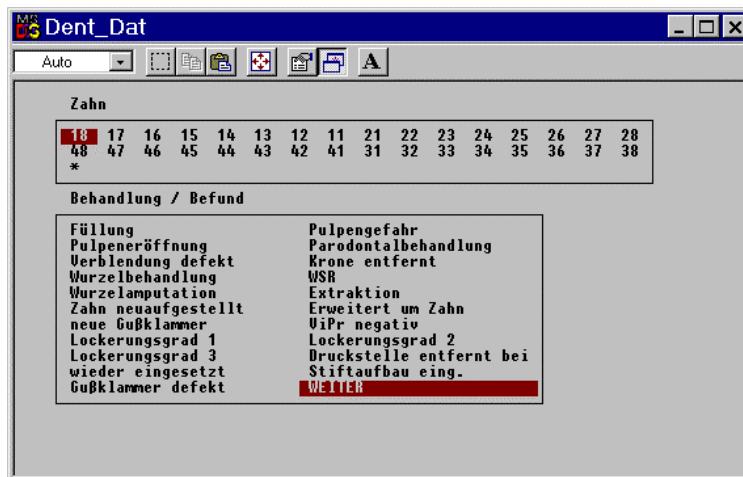 MS DOS Dent_Dat
Auto A
Zahn
18 17 16 15 14 13 12 11 21 22 23 24 25 26 27 28
48 47 46 45 44 43 42 41 31 32 33 34 35 36 37 38
*
Behandlung / Befund
Füllung Pulpengefahr
Pulpeneröffnung Parodontalbehandlung
Verblendung defekt Krone entfernt
Wurzelbehandlung WSR
Wurzelamputation Extraktion
Zahn neuaufgestellt Erweitert um Zahn
neue Gußklammer ViPr negativ
Lockerungsgrad 1 Lockerungsgrad 2
Lockerungsgrad 3 Druckstelle entfernt bei
wieder eingesetzt Stiftaufbau eing.
Gußklammer defekt WEITER